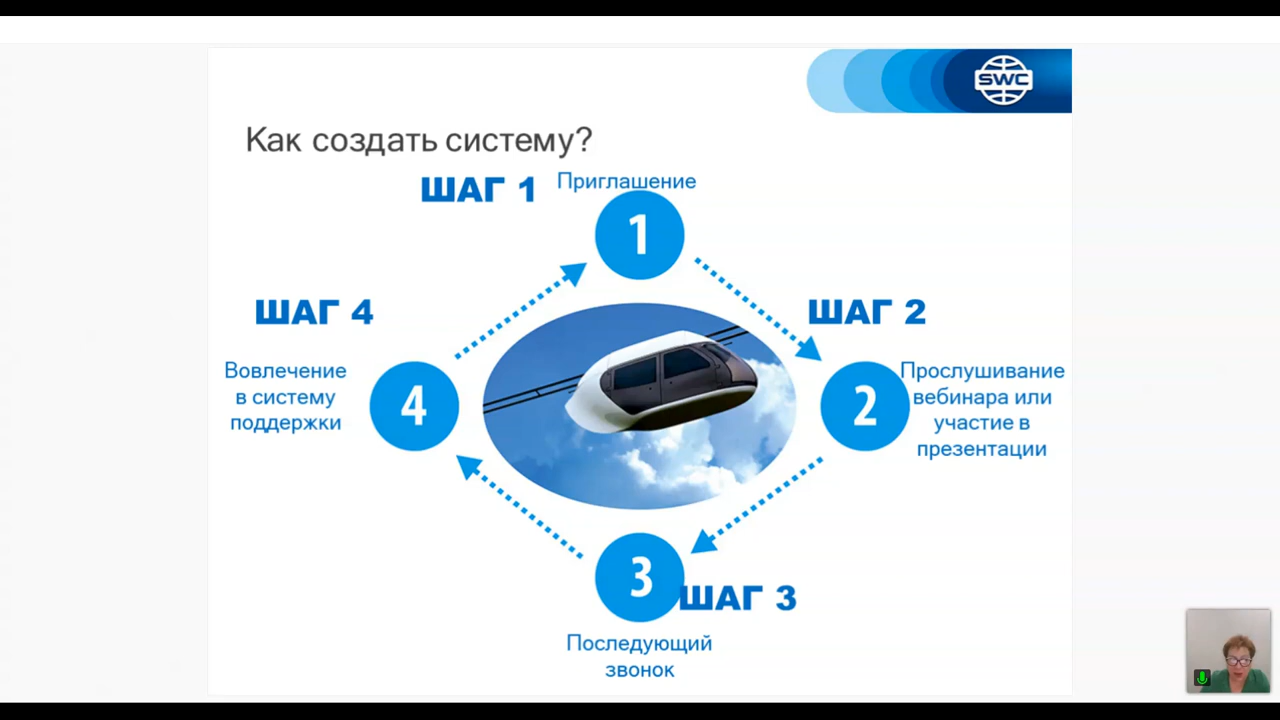 SWC
Как создать систему?
ШАГ 1
Приглашение
1
ШАГ 4
ШАГ 2
Вовлечение
в систему
поддержки
4
2
Прослушивание
вебинара или
участие в
презентации
3
ШАГ 3
Последующий
звонок